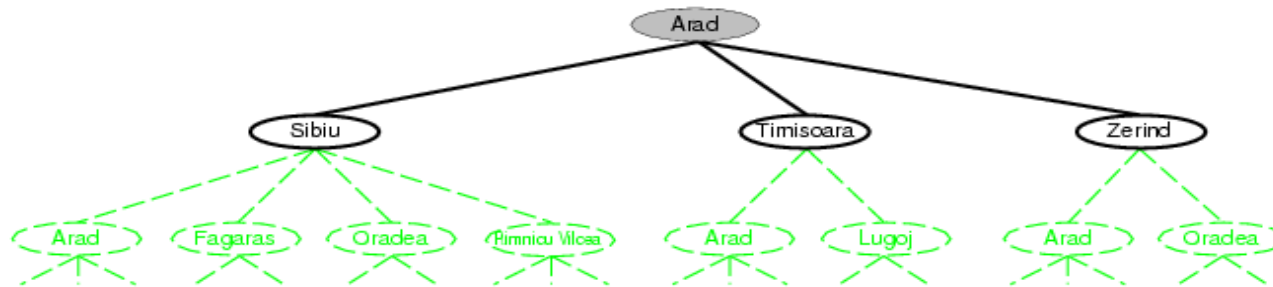 Arad
Sibiu Timisoara Zerind
Arad Fagaras Oradea Rimnicu Vilcea Arad Lugoj Arad Oradea